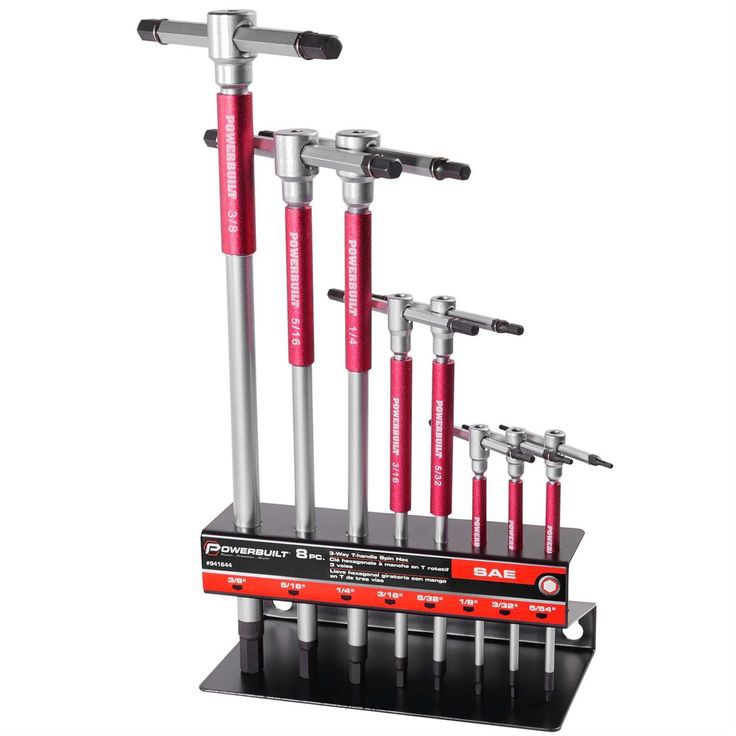 POWERBUILT 3/8
POWERBUILT 5/16
POWERBUILT 1/4
POWERBUILT 3/16
POWERBUILT 5/32
POWERB
POWERB
POWERB
POWERBUILT
8 PC.
3-Way T-handle Spin Hex
Clé hexagonale à manche en T rotatif
3 voies
Llave hexagonal giratoria con mango
en T de tres vías
#941644
SAE
3/8" 5/16" 1/4" 3/16" 5/32" 1/8" 3/32" 5/64"